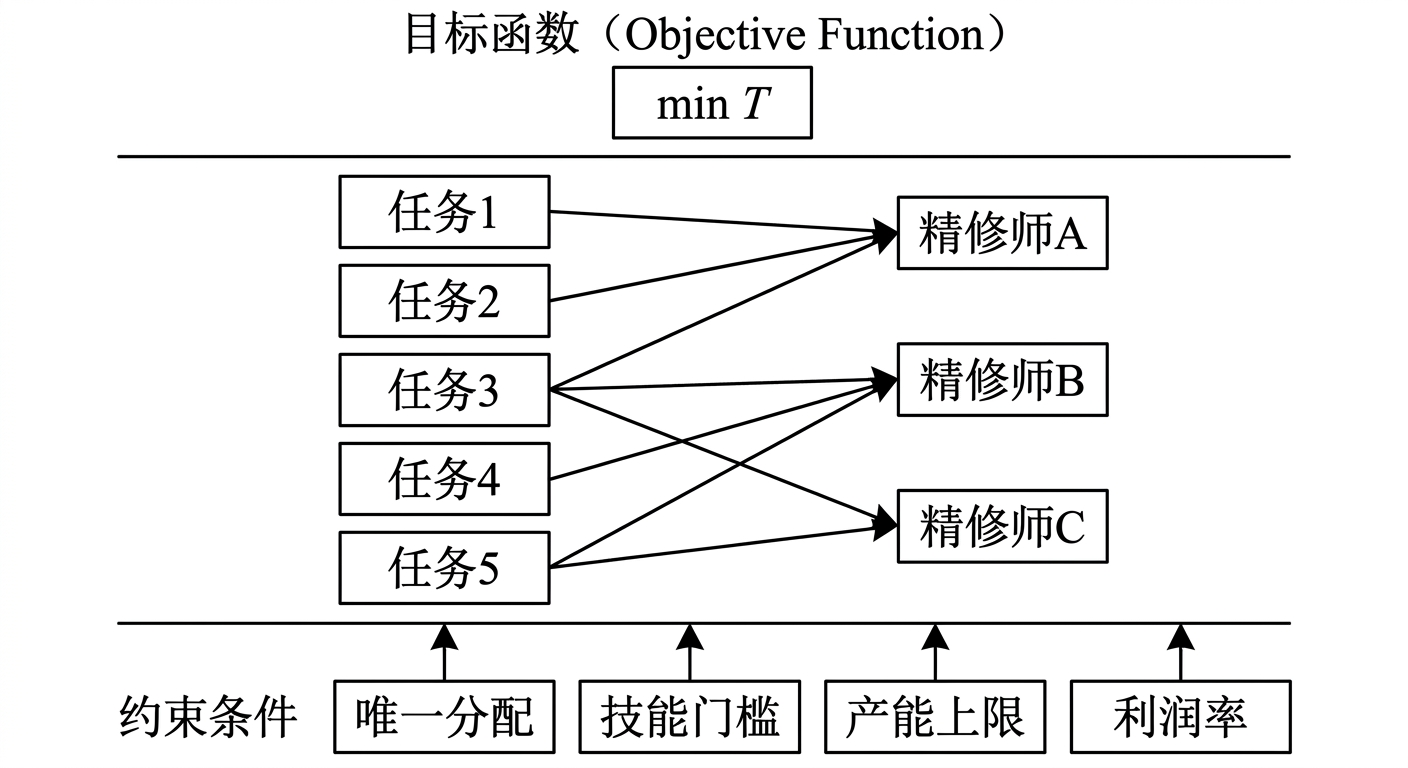 目标函数（Objective Function）
min T
任务1
任务2
任务3
任务4
任务5
精修师A
精修师B
精修师C
约束条件 唯一分配 技能门槛 产能上限 利润率